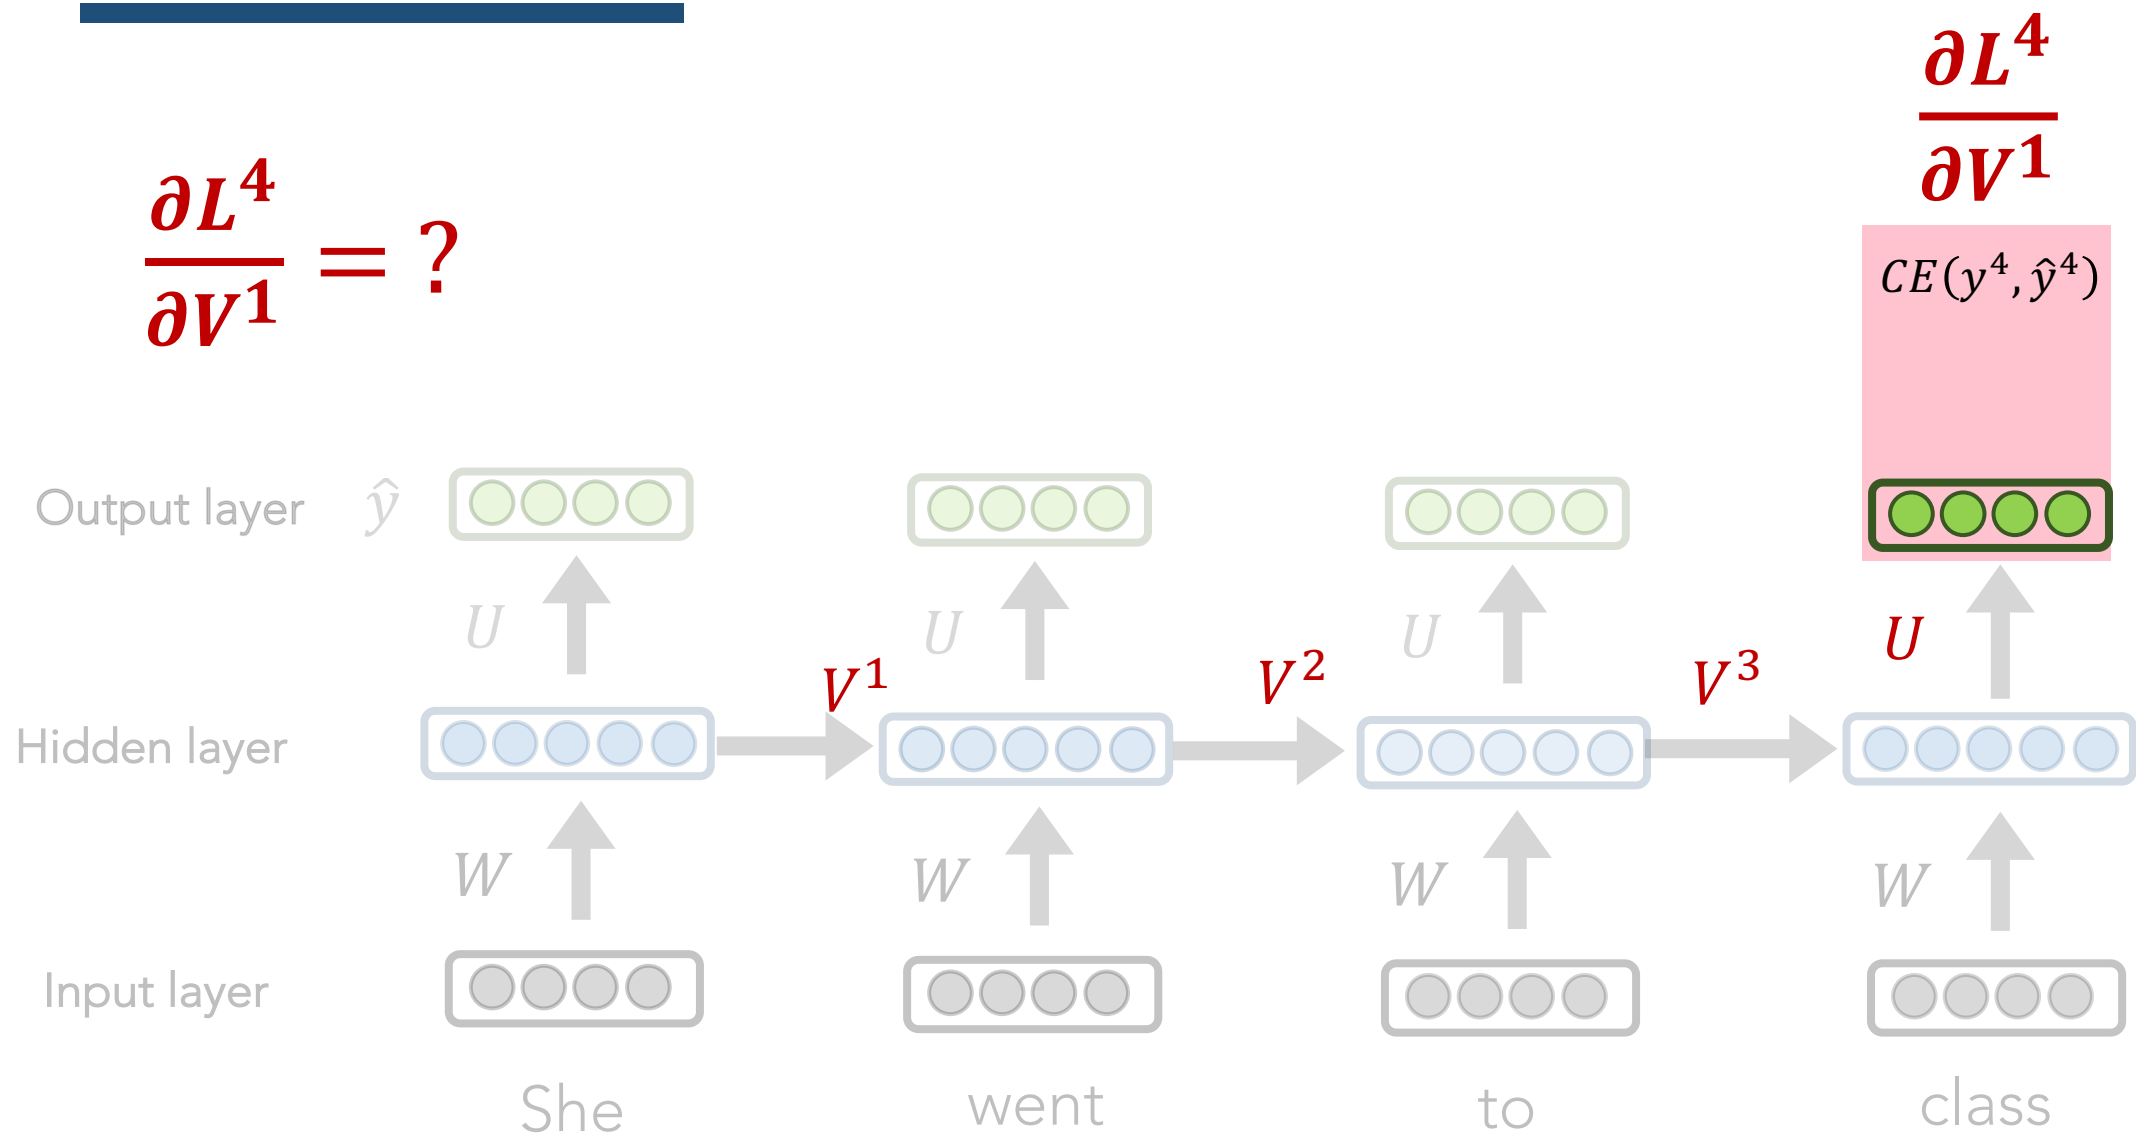 ∂L⁴/∂V¹
∂L⁴/∂V¹ = ?
CE(y⁴, ŷ⁴)
Output layer ŷ
U U U U
V¹ V² V³
Hidden layer
W W W W
Input layer
She went to class